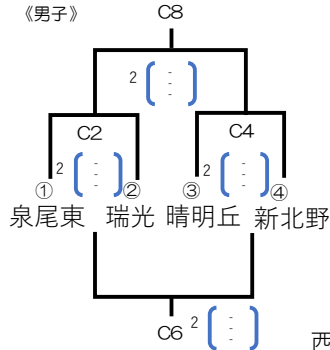 《男子》 C8
2 - - -
C2 C4
2 - - - 2 - - -
① ② ③ ④
泉尾東 瑞光 晴明丘 新北野
C6 2 - - -
西